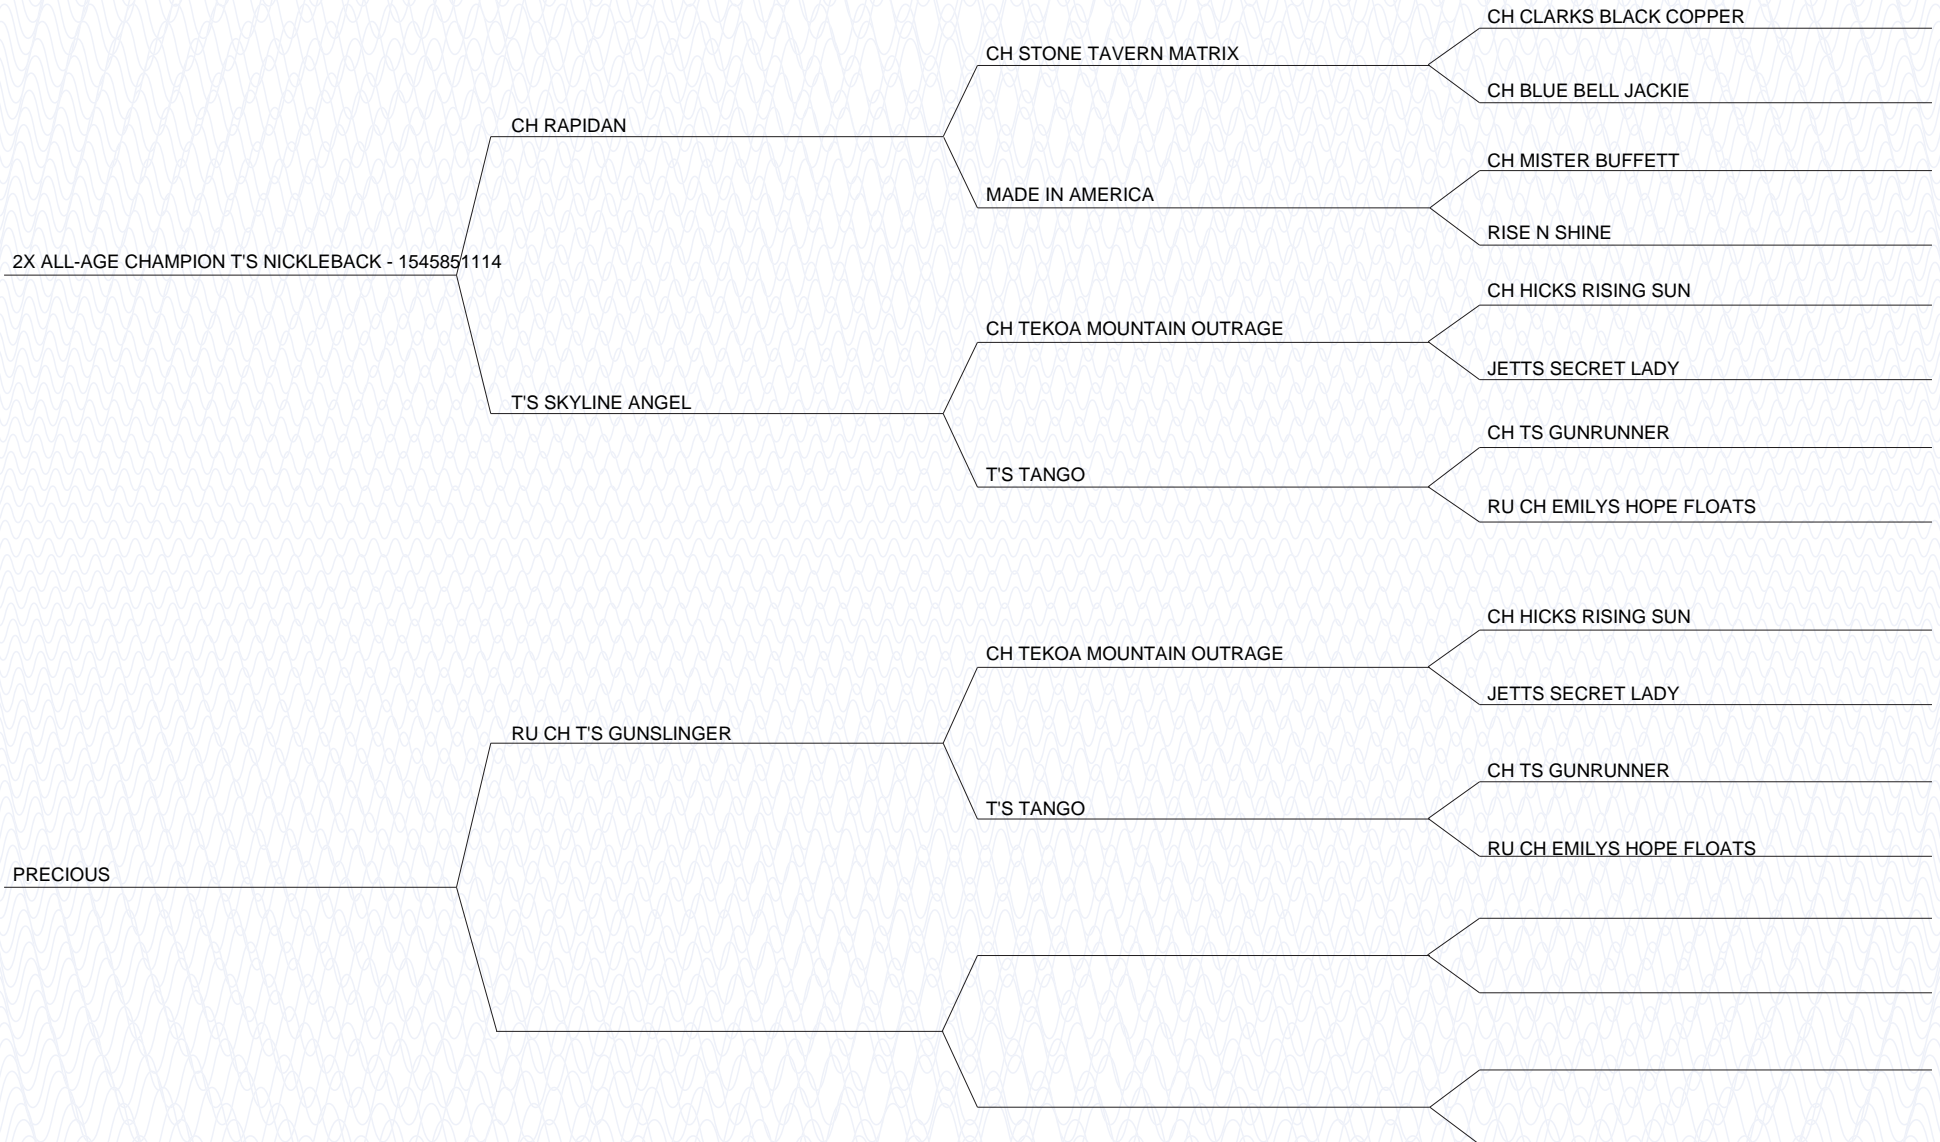 CH CLARKS BLACK COPPER
CH STONE TAVERN MATRIX
CH BLUE BELL JACKIE
CH RAPIDAN
CH MISTER BUFFETT
MADE IN AMERICA
RISE N SHINE
2X ALL-AGE CHAMPION T'S NICKLEBACK - 1545851114
CH HICKS RISING SUN
CH TEKOA MOUNTAIN OUTRAGE
JETTS SECRET LADY
T'S SKYLINE ANGEL
CH TS GUNRUNNER
T'S TANGO
RU CH EMILYS HOPE FLOATS
CH HICKS RISING SUN
CH TEKOA MOUNTAIN OUTRAGE
JETTS SECRET LADY
RU CH T'S GUNSLINGER
CH TS GUNRUNNER
T'S TANGO
RU CH EMILYS HOPE FLOATS
PRECIOUS